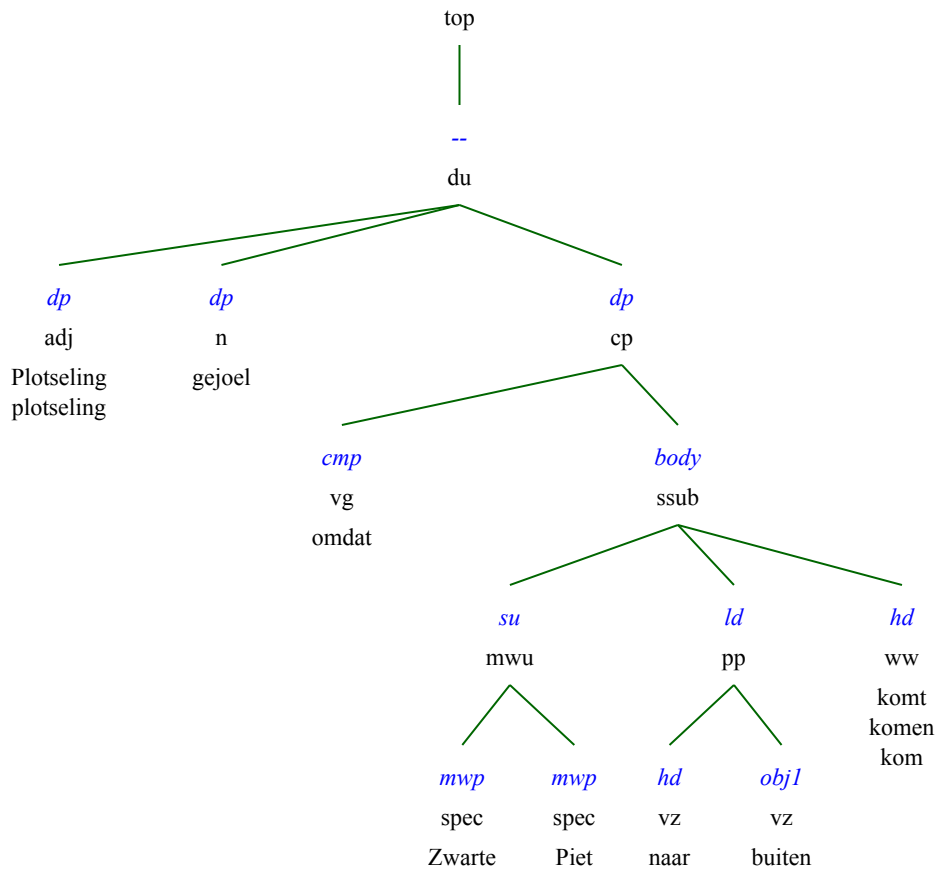 top
--
du
dp dp dp
adj n cp
Plotseling gejoel
plotseling
cmp body
vg ssub
omdat
su ld hd
mwu pp ww
komt
komen
kom
mwp mwp hd obj1
spec spec vz vz
Zwarte Piet naar buiten